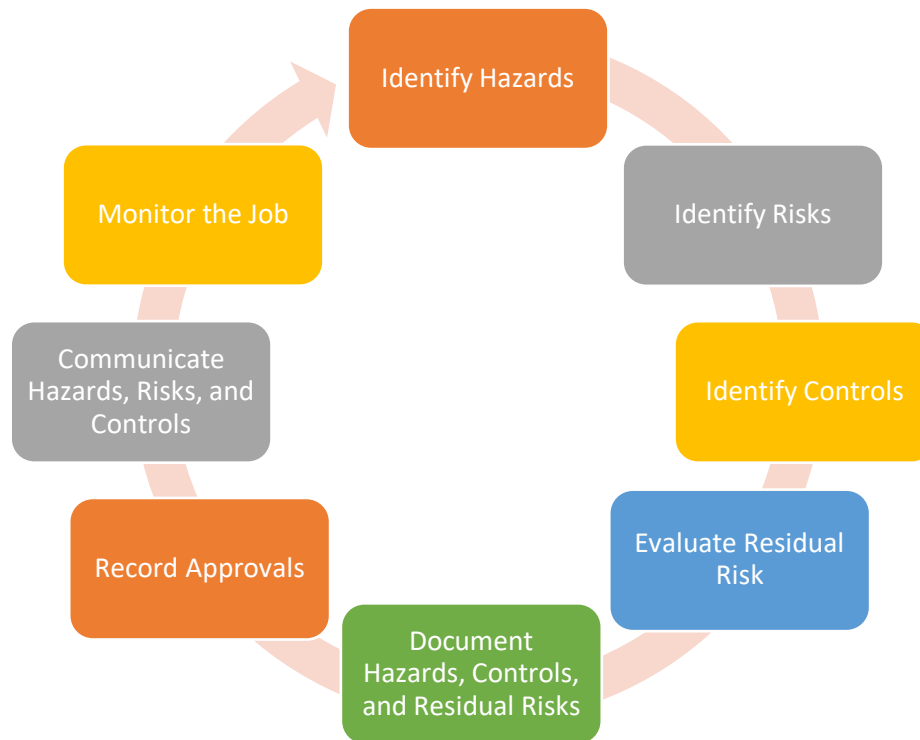 Identify Hazards
Identify Risks
Identify Controls
Evaluate Residual
Risk
Document
Hazards, Controls,
and Residual Risks
Record Approvals
Communicate
Hazards, Risks, and
Controls
Monitor the Job